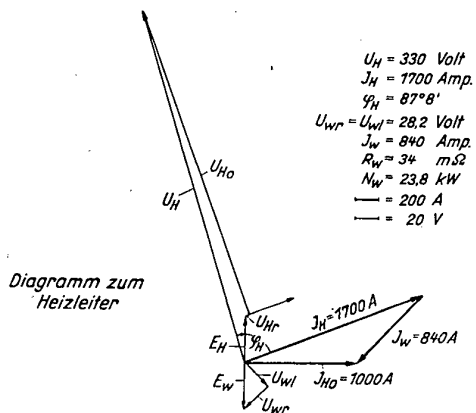 U_H = 330 Volt
J_H = 1700 Amp.
φ_H = 87°8'
U_wr = U_wl = 28,2 Volt
J_w = 840 Amp.
R_w = 34 mΩ
N_w = 23,8 kW
= 200 A
= 20 V
U_Ho
U_H
Diagramm zum
Heizleiter
U_Hr
E_H
φ_H
J_H = 1700 A
J_w = 840 A
E_w
U_wl
J_Ho = 1000 A
U_wr